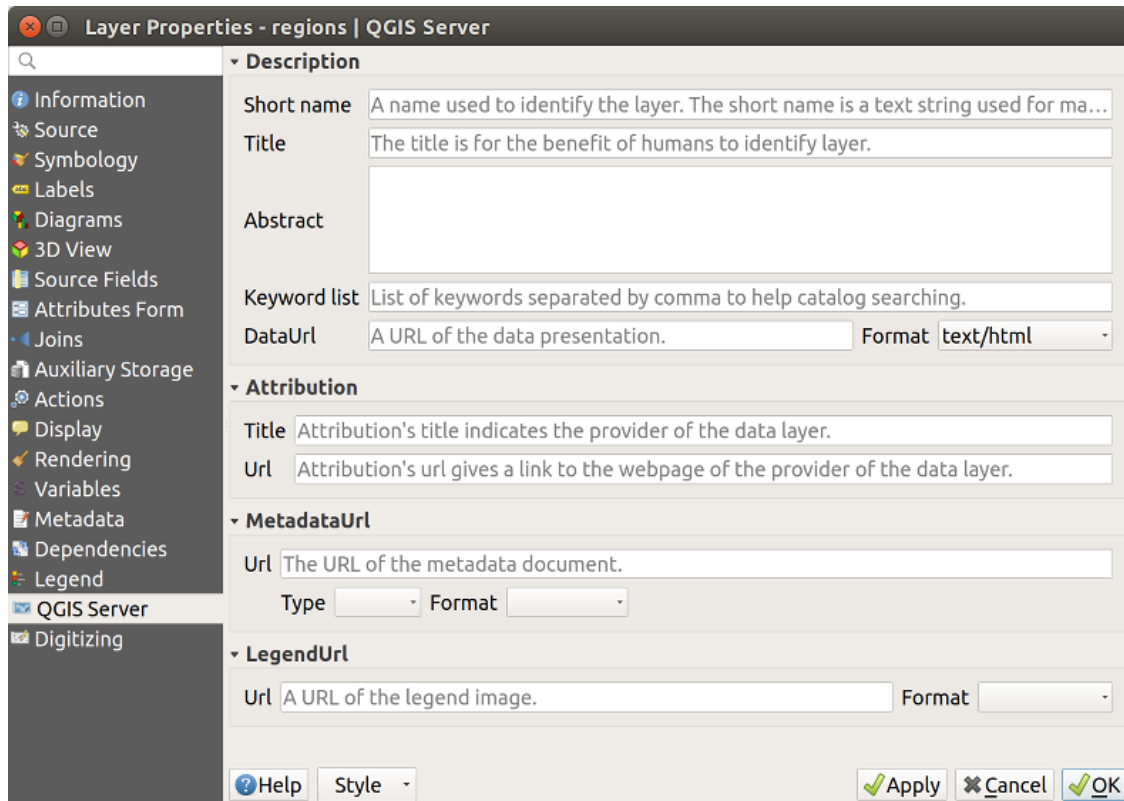 Layer Properties - regions | QGIS Server
Information
Source
Symbology
Labels
Diagrams
3D View
Source Fields
Attributes Form
Joins
Auxiliary Storage
Actions
Display
Rendering
Variables
Metadata
Dependencies
Legend
QGIS Server
Digitizing
Description
Short name A name used to identify the layer. The short name is a text string used for ma...
Title The title is for the benefit of humans to identify layer.
Abstract
Keyword list List of keywords separated by comma to help catalog searching.
DataUrl A URL of the data presentation. Format text/html
Attribution
Title Attribution's title indicates the provider of the data layer.
Url Attribution's url gives a link to the webpage of the provider of the data layer.
MetadataUrl
Url The URL of the metadata document.
Type Format
LegendUrl
Url A URL of the legend image. Format
Help Style Apply Cancel OK